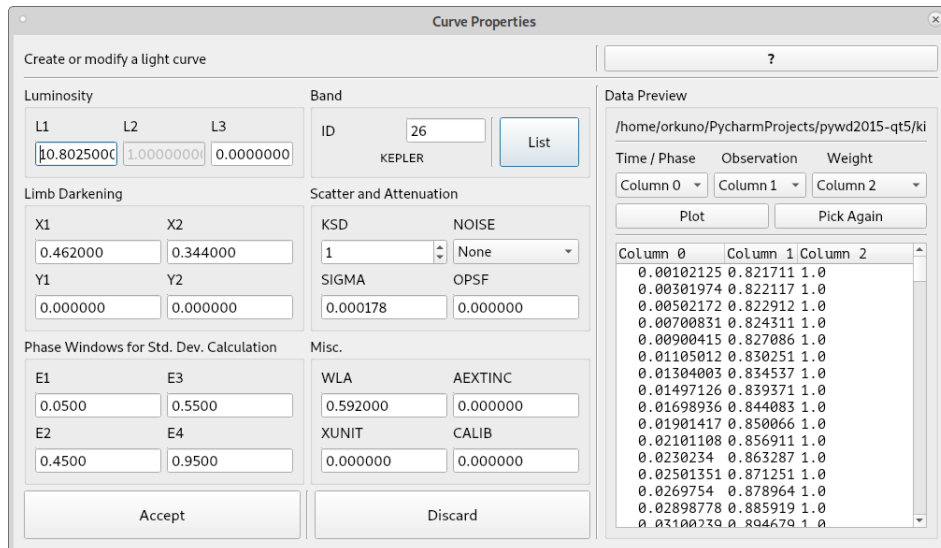 Curve Properties
Create or modify a light curve
?
Luminosity
L1 L2 L3
10.802500 1.0000000 0.0000000
Band
ID 26
KEPLER
List
Limb Darkening
X1 X2
0.462000 0.344000
Y1 Y2
0.000000 0.000000
Scatter and Attenuation
KSD NOISE
1 None
SIGMA OPSF
0.000178 0.000000
Phase Windows for Std. Dev. Calculation
E1 E3
0.0500 0.5500
E2 E4
0.4500 0.9500
Misc.
WLA AEXTINC
0.592000 0.000000
XUNIT CALIB
0.000000 0.000000
Accept
Discard
Data Preview
/home/orkuno/PycharmProjects/pywd2015-qt5/ki
Time / Phase Observation Weight
Column 0 Column 1 Column 2
Plot Pick Again
Column 0 Column 1 Column 2
0.00102125 0.821711 1.0
0.00301974 0.822117 1.0
0.00502172 0.822912 1.0
0.00700831 0.824311 1.0
0.00900415 0.827086 1.0
0.01105012 0.830251 1.0
0.01304003 0.834537 1.0
0.01497126 0.839371 1.0
0.01698936 0.844083 1.0
0.01901417 0.850066 1.0
0.02101108 0.856911 1.0
0.0230234 0.863287 1.0
0.02501351 0.871251 1.0
0.0269754 0.878964 1.0
0.02898778 0.885919 1.0
0.03100239 0.894679 1.0